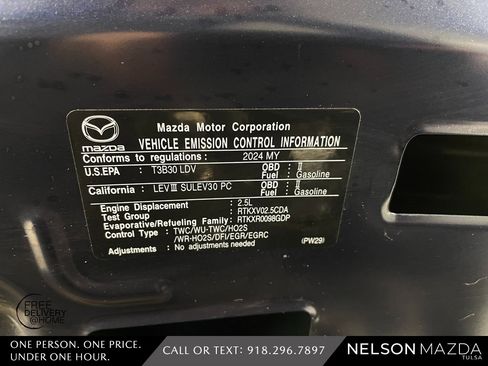 Mazda Motor Corporation
mazda
VEHICLE EMISSION CONTROL INFORMATION
Conforms to regulations: 2024 MY
U.S.EPA : T3B30 LDV OBD : II
Fuel : Gasoline
California : LEVⅢ SULEV30 PC OBD : II
Fuel : Gasoline
Engine Displacement : 2.5L
Test Group : RTKXV02.5CDA
Evaporative/Refueling Family: RTKXR0098GDP
Control Type : TWC/WU-TWC/HO2S
/WR-HO2S/DFI/EGR/EGRC
Adjustments : No adjustments needed (PW29)
FREE
DELIVERY
@HOME
ONE PERSON. ONE PRICE.
UNDER ONE HOUR.
CALL OR TEXT: 918.296.7897
NELSON MAZDA
TULSA